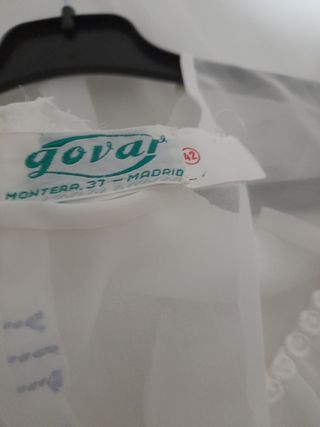 govar
42
MONTERA, 37 - MADRID